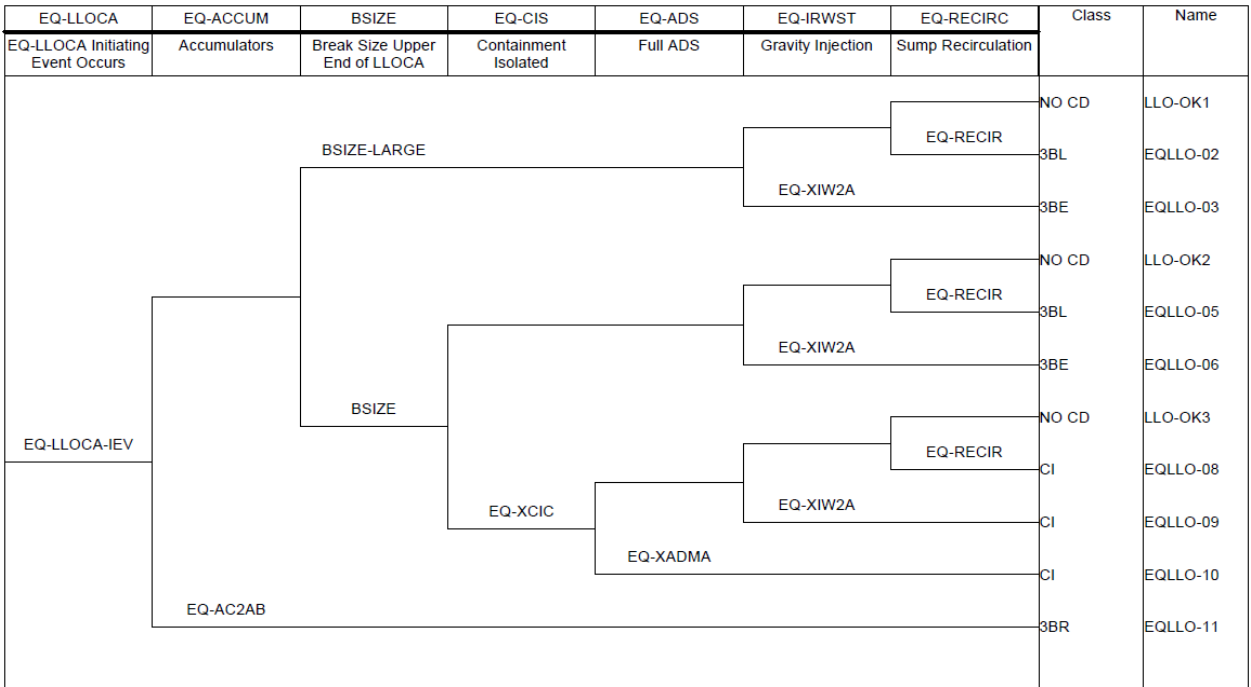 EQ-LLOCA EQ-ACCUM BSIZE EQ-CIS EQ-ADS EQ-IRWST EQ-RECIRC Class Name
EQ-LLOCA Initiating Accumulators Break Size Upper Containment Full ADS Gravity Injection Sump Recirculation
Event Occurs End of LLOCA Isolated
NO CD LLO-OK1
EQ-RECIR
BSIZE-LARGE
3BL EQLLO-02
EQ-XIW2A
3BE EQLLO-03
NO CD LLO-OK2
EQ-RECIR
3BL EQLLO-05
EQ-XIW2A
3BE EQLLO-06
BSIZE
NO CD LLO-OK3
EQ-LLOCA-IEV
EQ-RECIR
CI EQLLO-08
EQ-XIW2A
EQ-XCIC
CI EQLLO-09
EQ-XADMA
CI EQLLO-10
EQ-AC2AB
3BR EQLLO-11